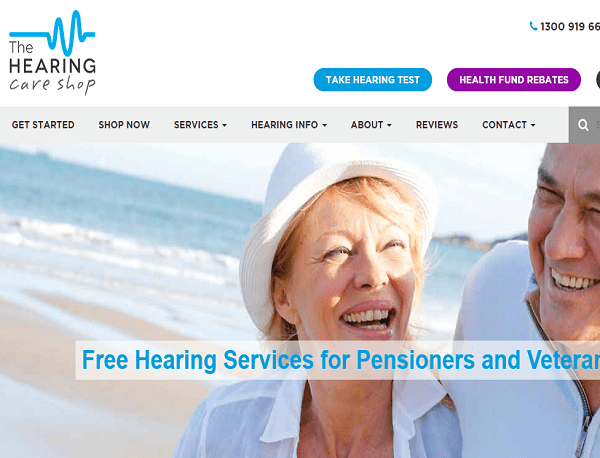 The
HEARING
care shop
1300 919 66
TAKE HEARING TEST
HEALTH FUND REBATES
GET STARTED
SHOP NOW
SERVICES
HEARING INFO
ABOUT
REVIEWS
CONTACT
Free Hearing Services for Pensioners and Veteran